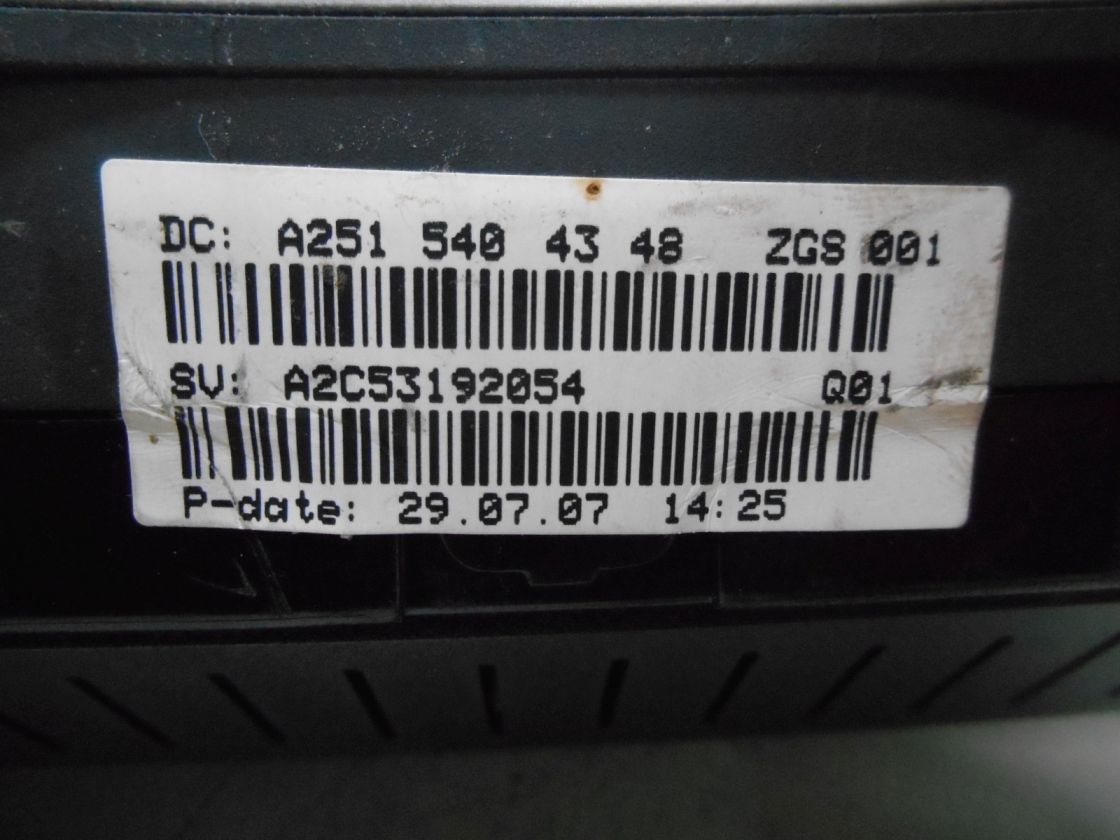 DC: A251 540 43 48 ZGS 001
SV: A2C53192054 Q01
P-date: 29.07.07 14:25